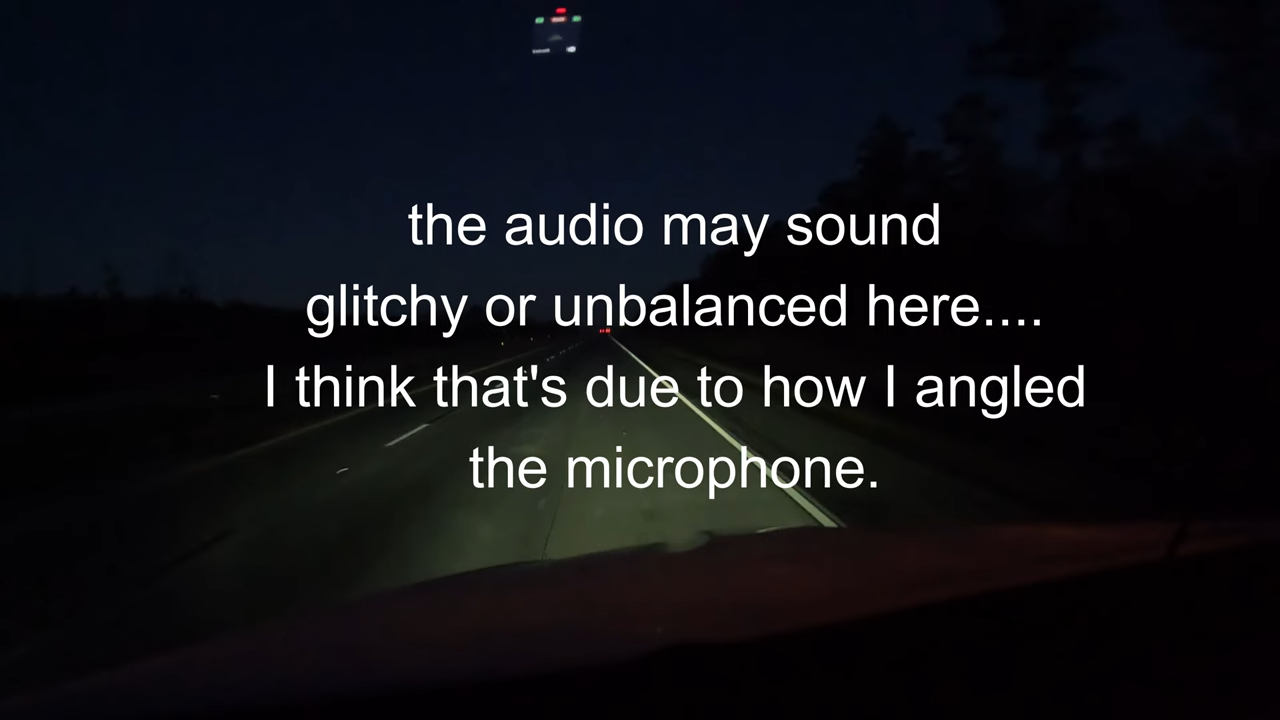 the audio may sound
glitchy or unbalanced here....
I think that's due to how I angled
the microphone.